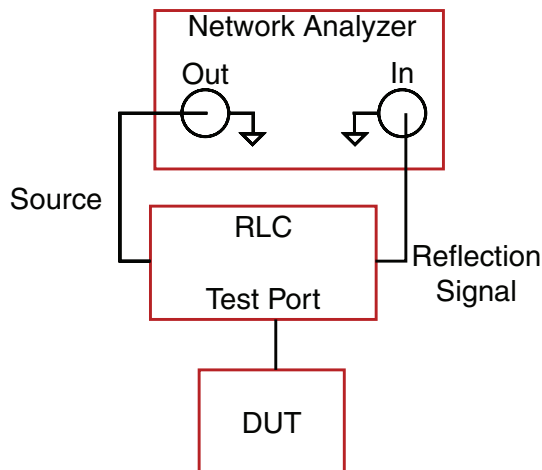 Network Analyzer
Out
In
Source
RLC
Reflection
Signal
Test Port
DUT